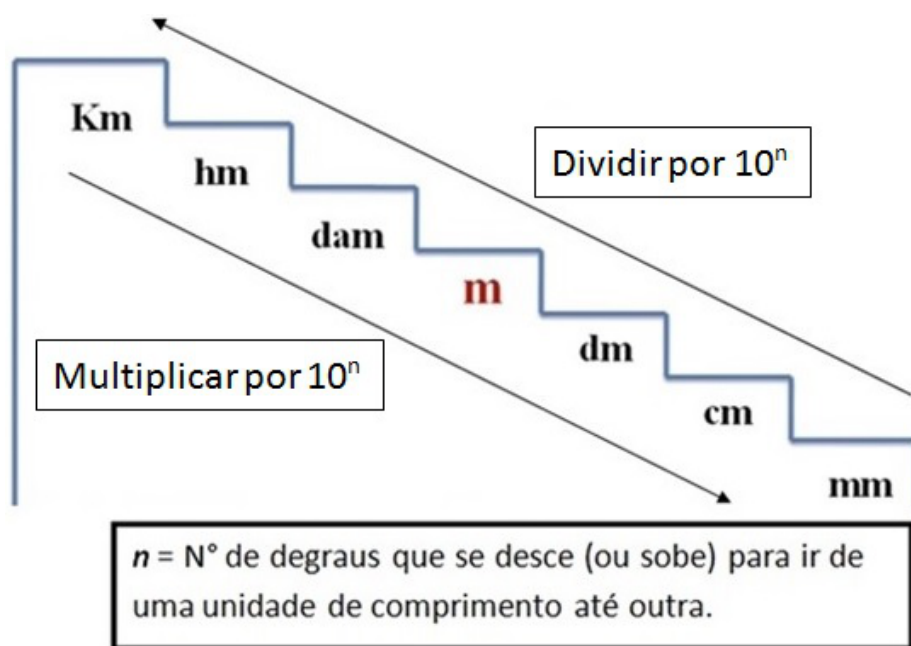 Km
hm
Dividir por 10ⁿ
dam
m
dm
Multiplicar por 10ⁿ
cm
mm
n = N° de degraus que se desce (ou sobe) para ir de
uma unidade de comprimento até outra.